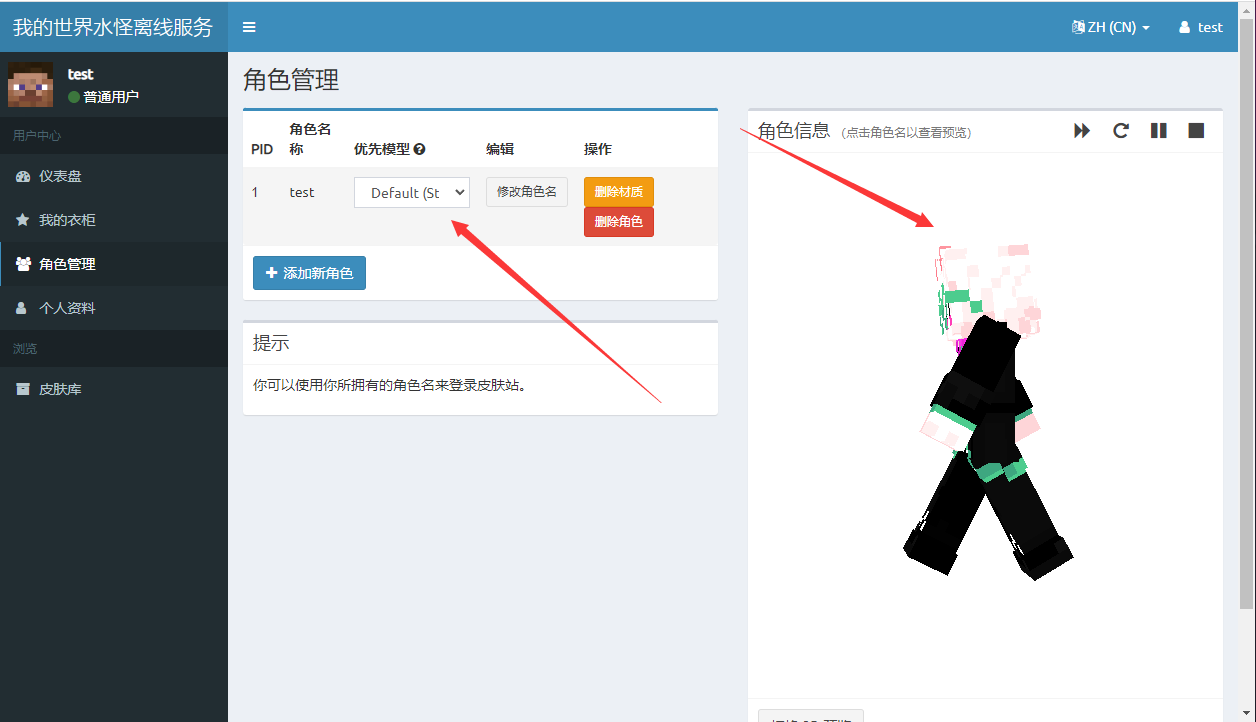 我的世界水怪离线服务
ZH (CN)
test
test
普通用户
用户中心
仪表盘
我的衣柜
角色管理
个人资料
浏览
皮肤库
角色管理
PID
角色名称
优先模型
编辑
操作
1
test
Default (St
修改角色名
删除材质
删除角色
添加新角色
提示
你可以使用你所拥有的角色名来登录皮肤站。
角色信息 (点击角色名以查看预览)